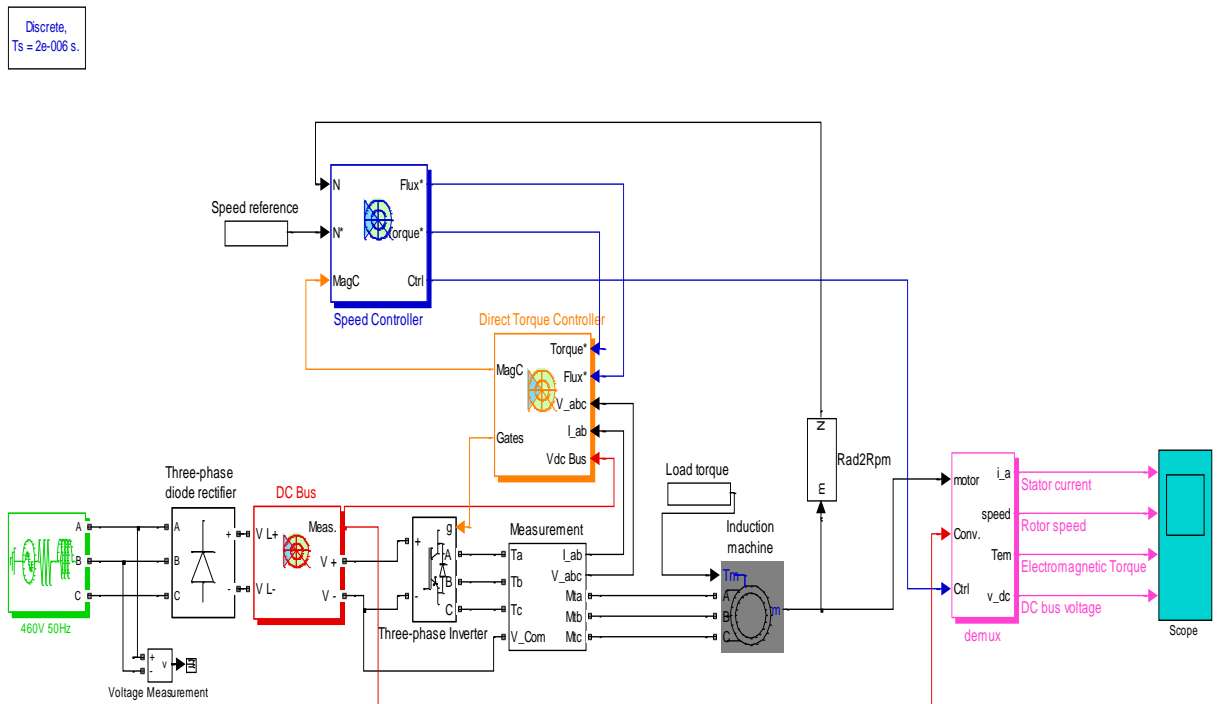 Discrete,
Ts = 2e-006 s.
Speed reference
N
N*
MagC
Flux*
Torque*
Ctrl
Speed Controller
Direct Torque Controller
MagC
Gates
Torque*
Flux*
V_abc
I_ab
Vdc Bus
N
m
Rad2Rpm
Three-phase
diode rectifier
A
B
C
460V 50Hz
A
B
C
+
-
DC Bus
V L+
V L-
Meas.
V +
V -
g
+
-
A
B
C
Three-phase Inverter
Measurement
Ta
Tb
Tc
V_Com
I_ab
V_abc
Mta
Mtb
Mtc
Load torque
Induction
machine
Tm
A
B
C
m
motor
Conv.
Ctrl
i_a
speed
Tem
v_dc
demux
Stator current
Rotor speed
Electromagnetic Torque
DC bus voltage
Scope
+
-
v
Voltage Measurement